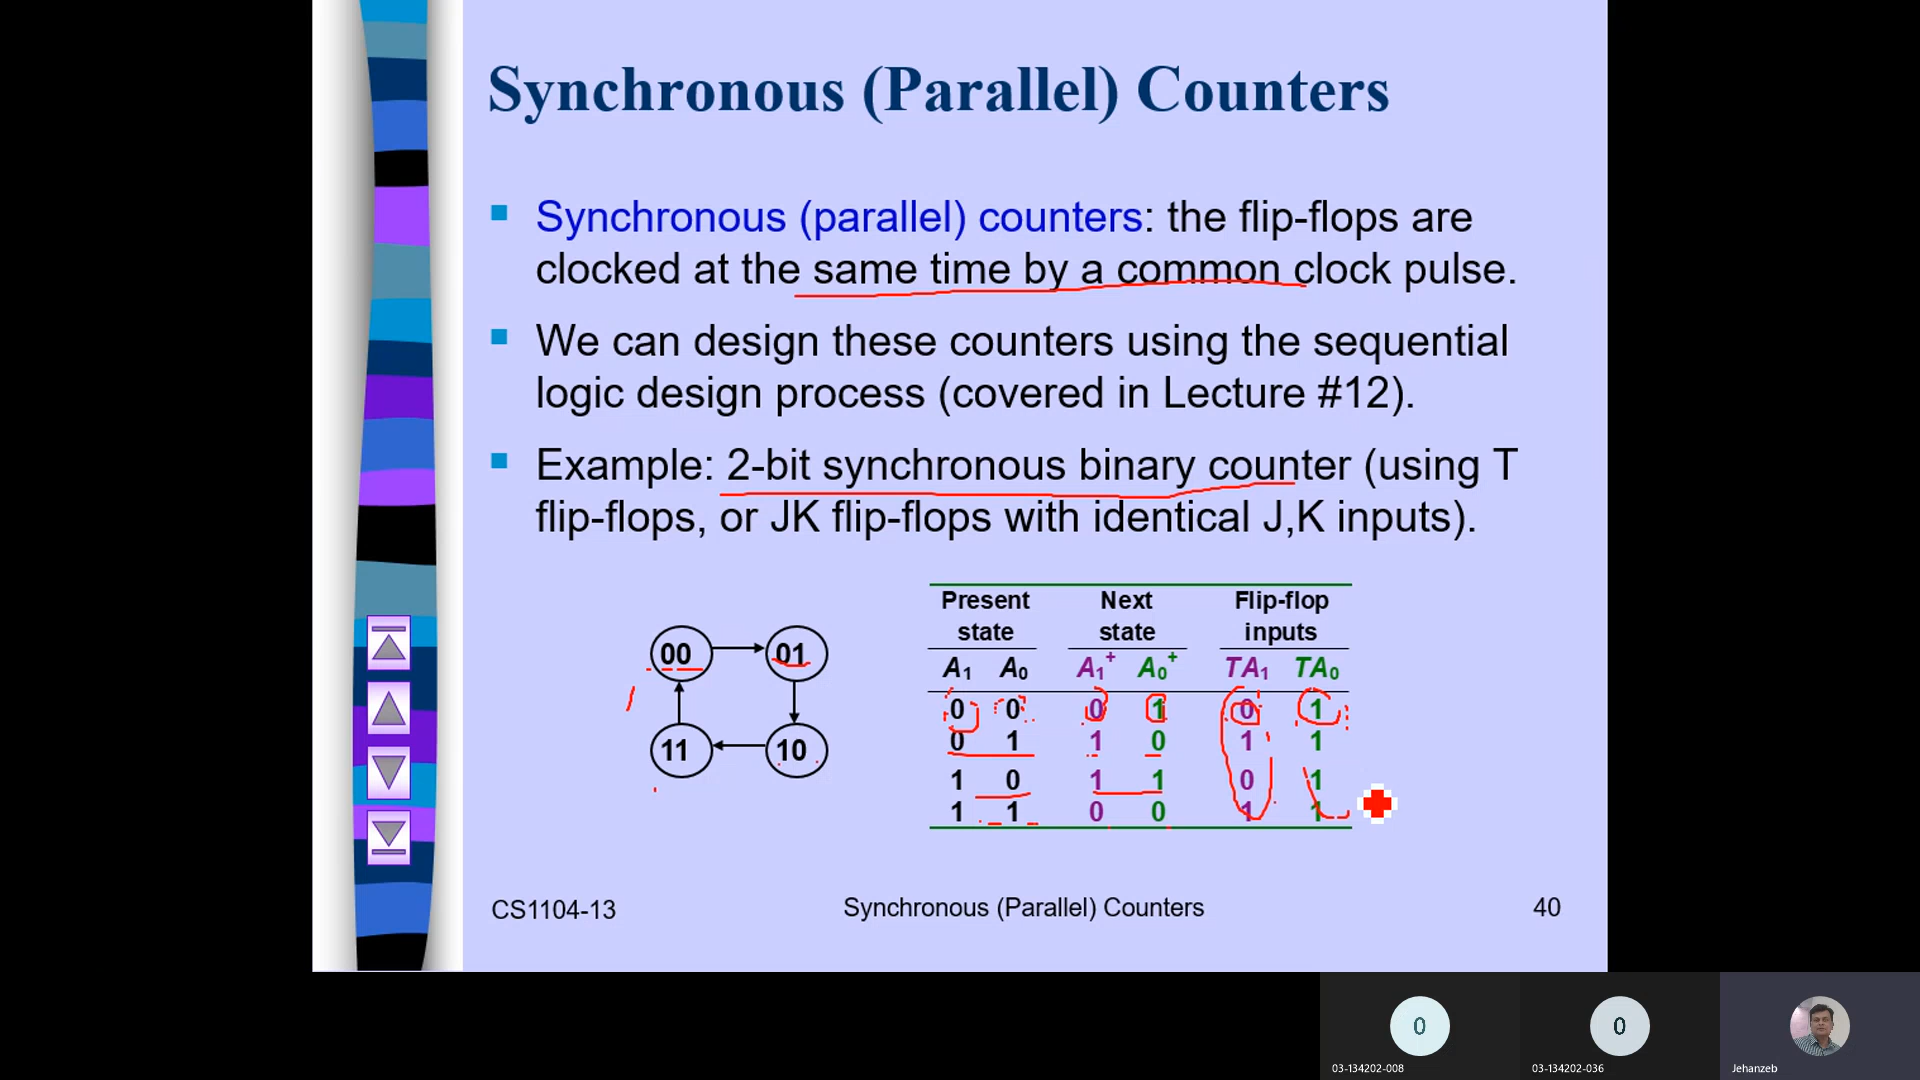 Synchronous (Parallel) Counters
Synchronous (parallel) counters: the flip-flops are
clocked at the same time by a common clock pulse.
We can design these counters using the sequential
logic design process (covered in Lecture #12).
Example: 2-bit synchronous binary counter (using T
flip-flops, or JK flip-flops with identical J,K inputs).
00 01
11 10
Present Next Flip-flop
state state inputs
A1 A0 A1+ A0+ TA1 TA0
0 0 0 1 0 1
0 1 1 0 1 1
1 0 1 1 0 1
1 1 0 0 1 1
CS1104-13 Synchronous (Parallel) Counters 40
0 0
03-134202-008 03-134202-036 Jehanzeb